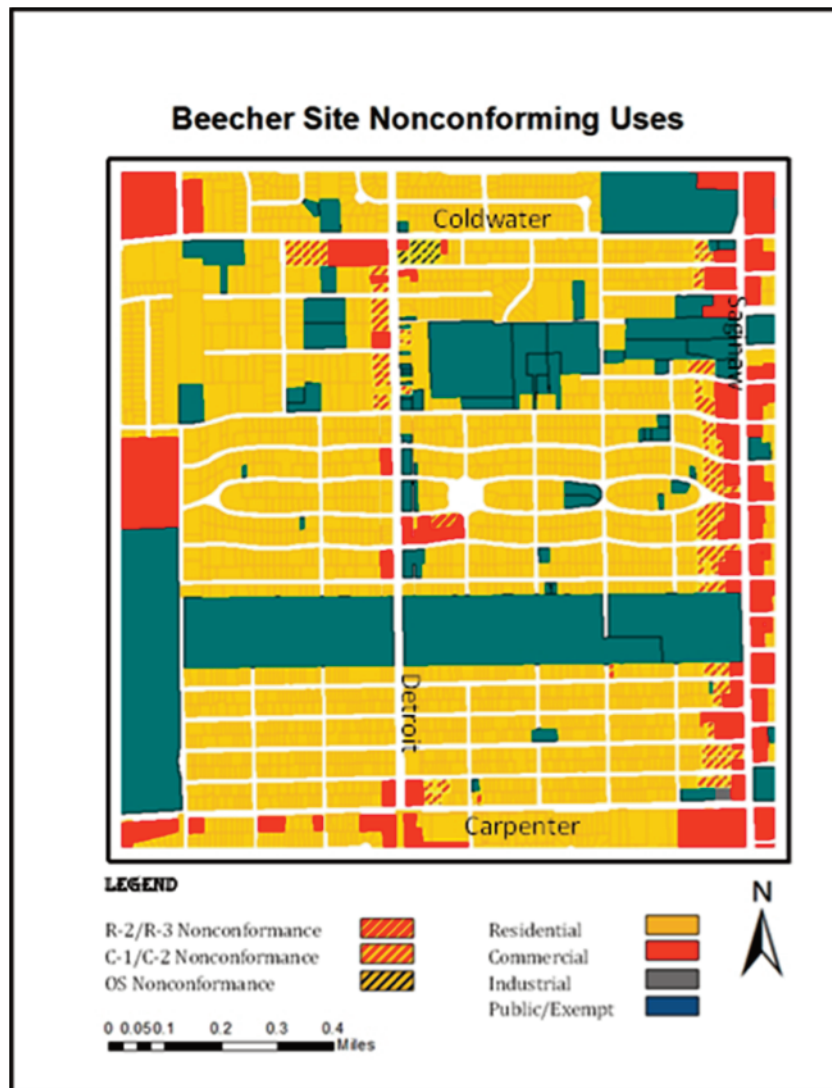 Beecher Site Nonconforming Uses
Coldwater
Saginaw
Detroit
Carpenter
LEGEND
R-2/R-3 Nonconformance
C-1/C-2 Nonconformance
OS Nonconformance
Residential
Commercial
Industrial
Public/Exempt
N
0 0.050.1 0.2 0.3 0.4
Miles